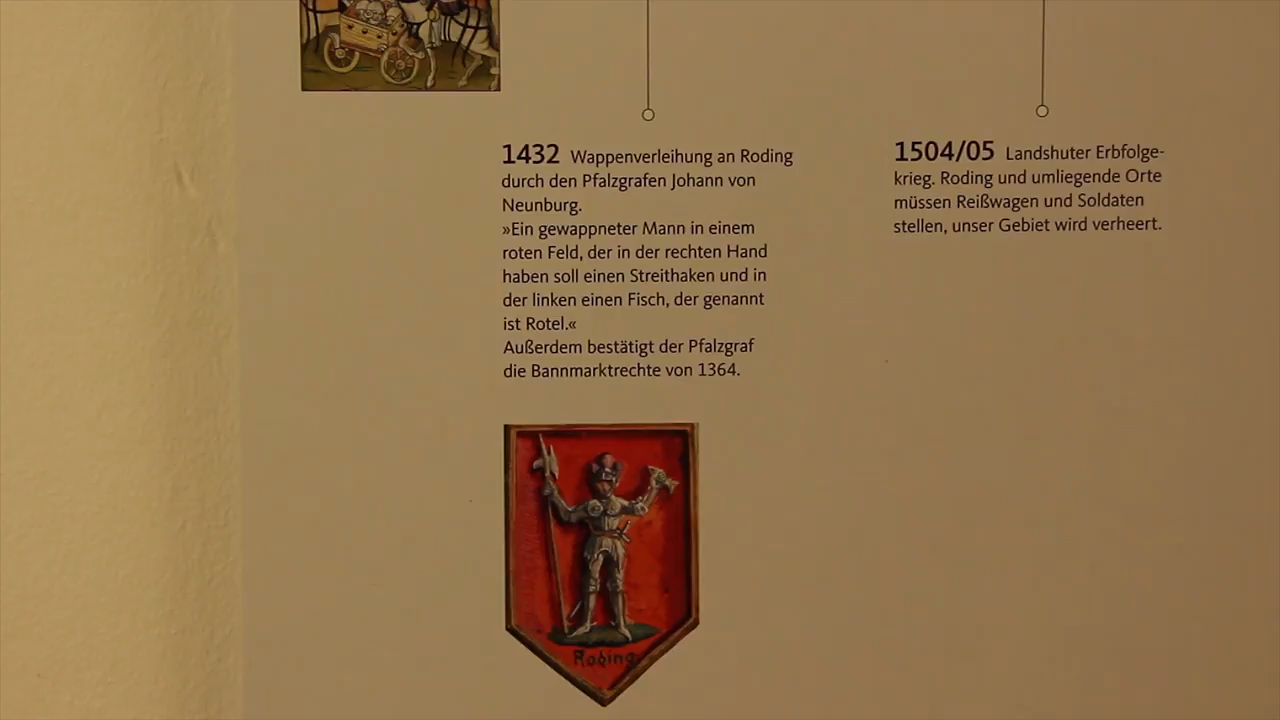 1432 Wappenverleihung an Roding
durch den Pfalzgrafen Johann von
Neunburg.
»Ein gewappneter Mann in einem
roten Feld, der in der rechten Hand
haben soll einen Streithaken und in
der linken einen Fisch, der genannt
ist Rotel.«
Außerdem bestätigt der Pfalzgraf
die Bannmarktrechte von 1364.
1504/05 Landshuter Erbfolge-
krieg. Roding und umliegende Orte
müssen Reißwagen und Soldaten
stellen, unser Gebiet wird verheert.
Roding